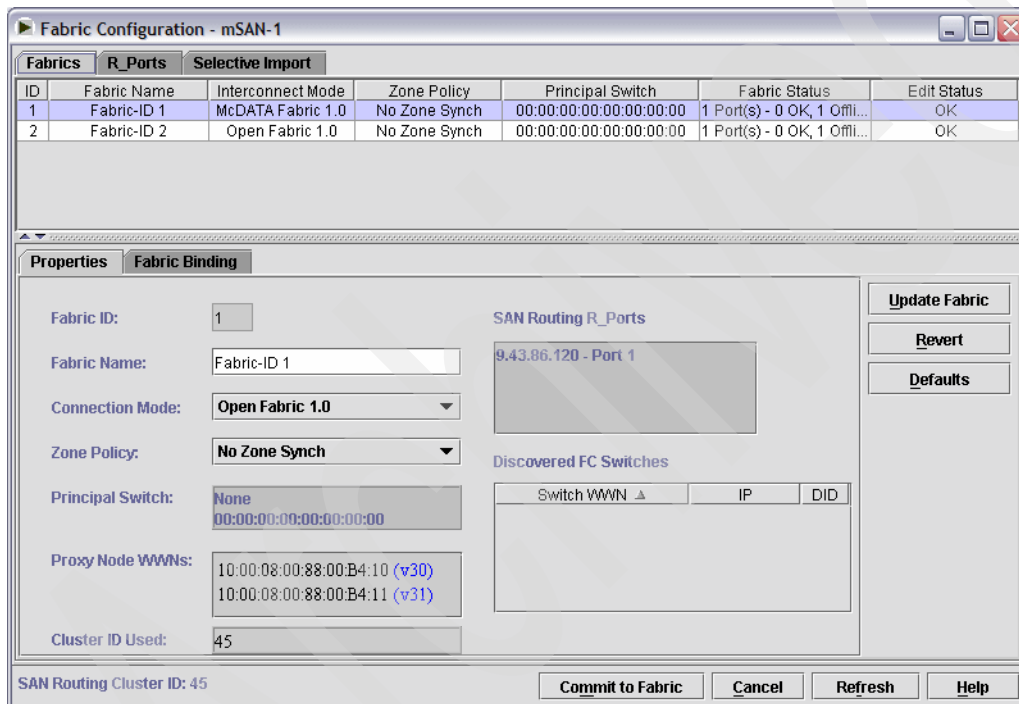 Fabric Configuration - mSAN-1
Fabrics R_Ports Selective Import
ID Fabric Name Interconnect Mode Zone Policy Principal Switch Fabric Status Edit Status
1 Fabric-ID 1 McDATA Fabric 1.0 No Zone Synch 00:00:00:00:00:00:00:00 1 Port(s) - 0 OK, 1 Offli... OK
2 Fabric-ID 2 Open Fabric 1.0 No Zone Synch 00:00:00:00:00:00:00:00 1 Port(s) - 0 OK, 1 Offli... OK
Properties Fabric Binding
Fabric ID: 1
Fabric Name: Fabric-ID 1
Connection Mode: Open Fabric 1.0
Zone Policy: No Zone Synch
Principal Switch: None
00:00:00:00:00:00:00:00
Proxy Node WWNs: 10:00:08:00:88:00:B4:10 (v30)
10:00:08:00:88:00:B4:11 (v31)
Cluster ID Used: 45
SAN Routing R_Ports
9.43.86.120 - Port 1
Discovered FC Switches
Switch WWN IP DID
Update Fabric
Revert
Defaults
SAN Routing Cluster ID: 45
Commit to Fabric Cancel Refresh Help